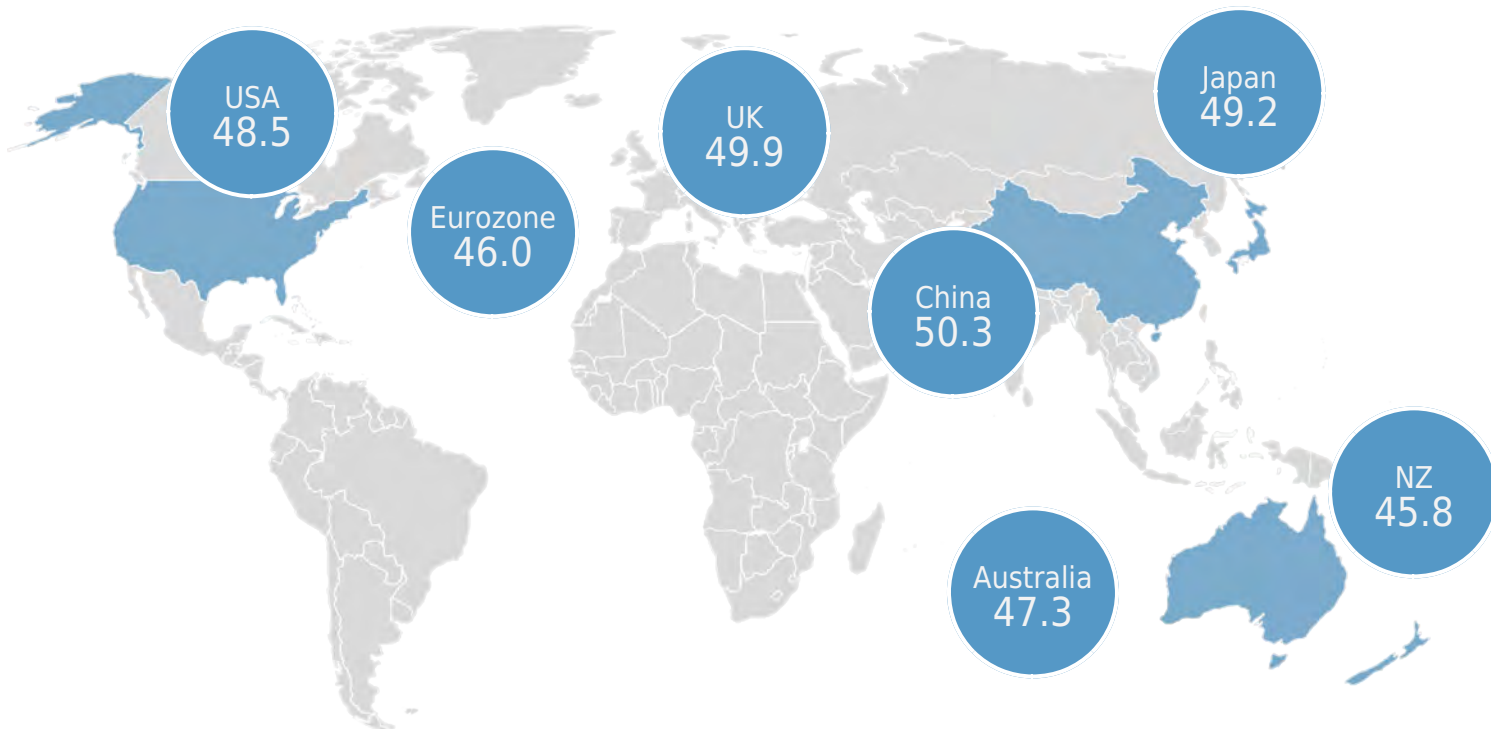 USA
48.5
Eurozone
46.0
UK
49.9
Japan
49.2
China
50.3
Australia
47.3
NZ
45.8